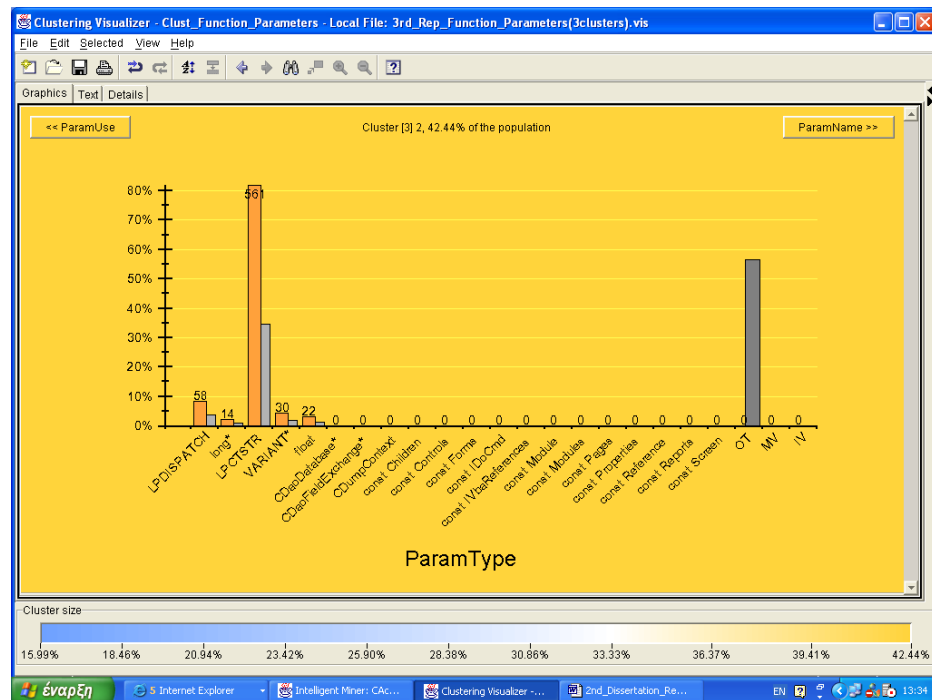 Clustering Visualizer - Clust_Function_Parameters - Local File: 3rd_Rep_Function_Parameters(3clusters).vis
File Edit Selected View Help
Graphics Text Details
<< ParamUse
Cluster [3] 2, 42.44% of the population
ParamName >>
80%
70%
60%
50%
40%
30%
20%
10%
0%
58 14 561 30 22 0 0 0 0 0 0 0 0 0 0 0 0 0 0 0 0 0 0
LPDISPATCH
long*
LPCTSTR
VARIANT*
float
CDaoDatabase*
CDaoFieldExchange*
CDumpContext
const Children
const Controls
const Forms
const IDoCmd
const IVbaReferences
const Module
const Modules
const Pages
const Properties
const Reference
const Reports
const Screen
OT
MV
IV
ParamType
Cluster size
15.99% 18.46% 20.94% 23.42% 25.90% 28.38% 30.86% 33.33% 36.37% 39.41% 42.44%
έναρξη 5 Internet Explorer Intelligent Miner: CAc... Clustering Visualizer -... 2nd_Dissertation_Re... EN 13:34